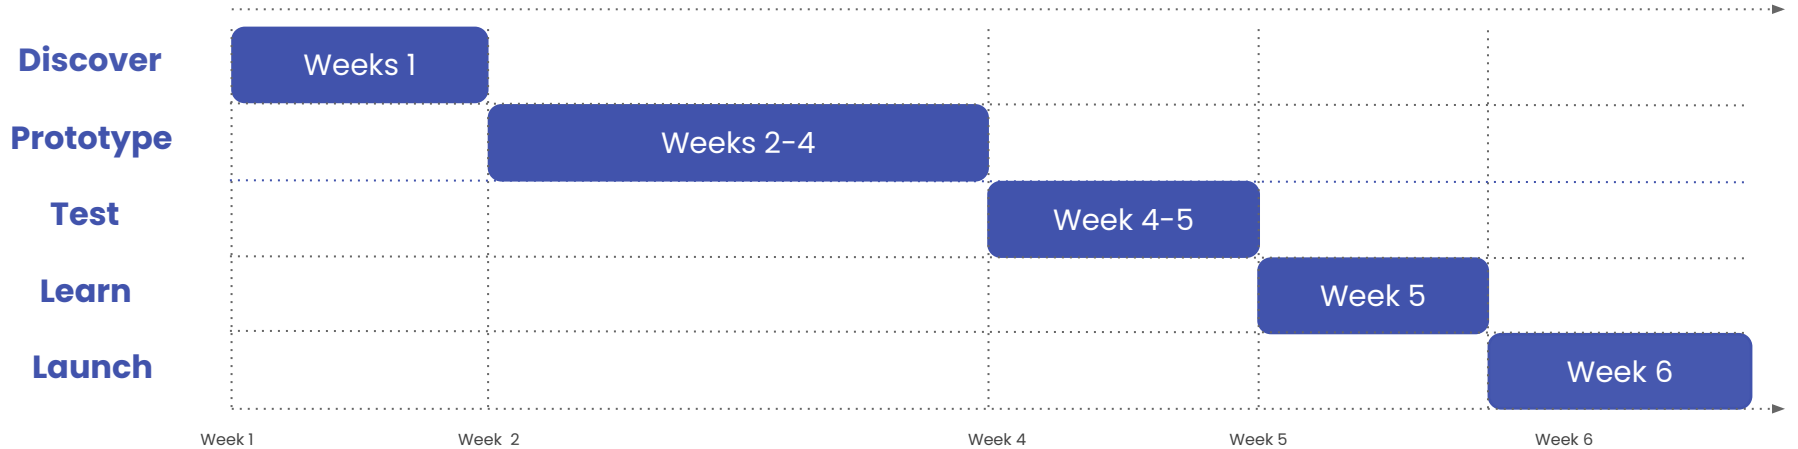 Discover
Weeks 1
Prototype
Weeks 2-4
Test
Week 4-5
Learn
Week 5
Launch
Week 6
Week 1
Week 2
Week 4
Week 5
Week 6